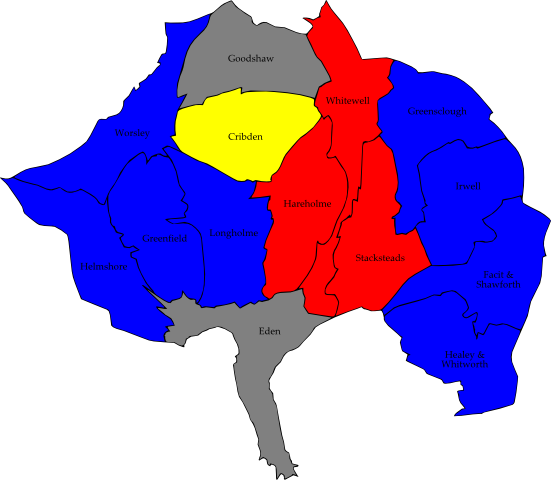 Goodshaw
Whitewell
Greensclough
Worsley
Cribden
Irwell
Hareholme
Longholme
Greenfield
Stacksteads
Helmshore
Facit &
Shawforth
Eden
Healey &
Whitworth